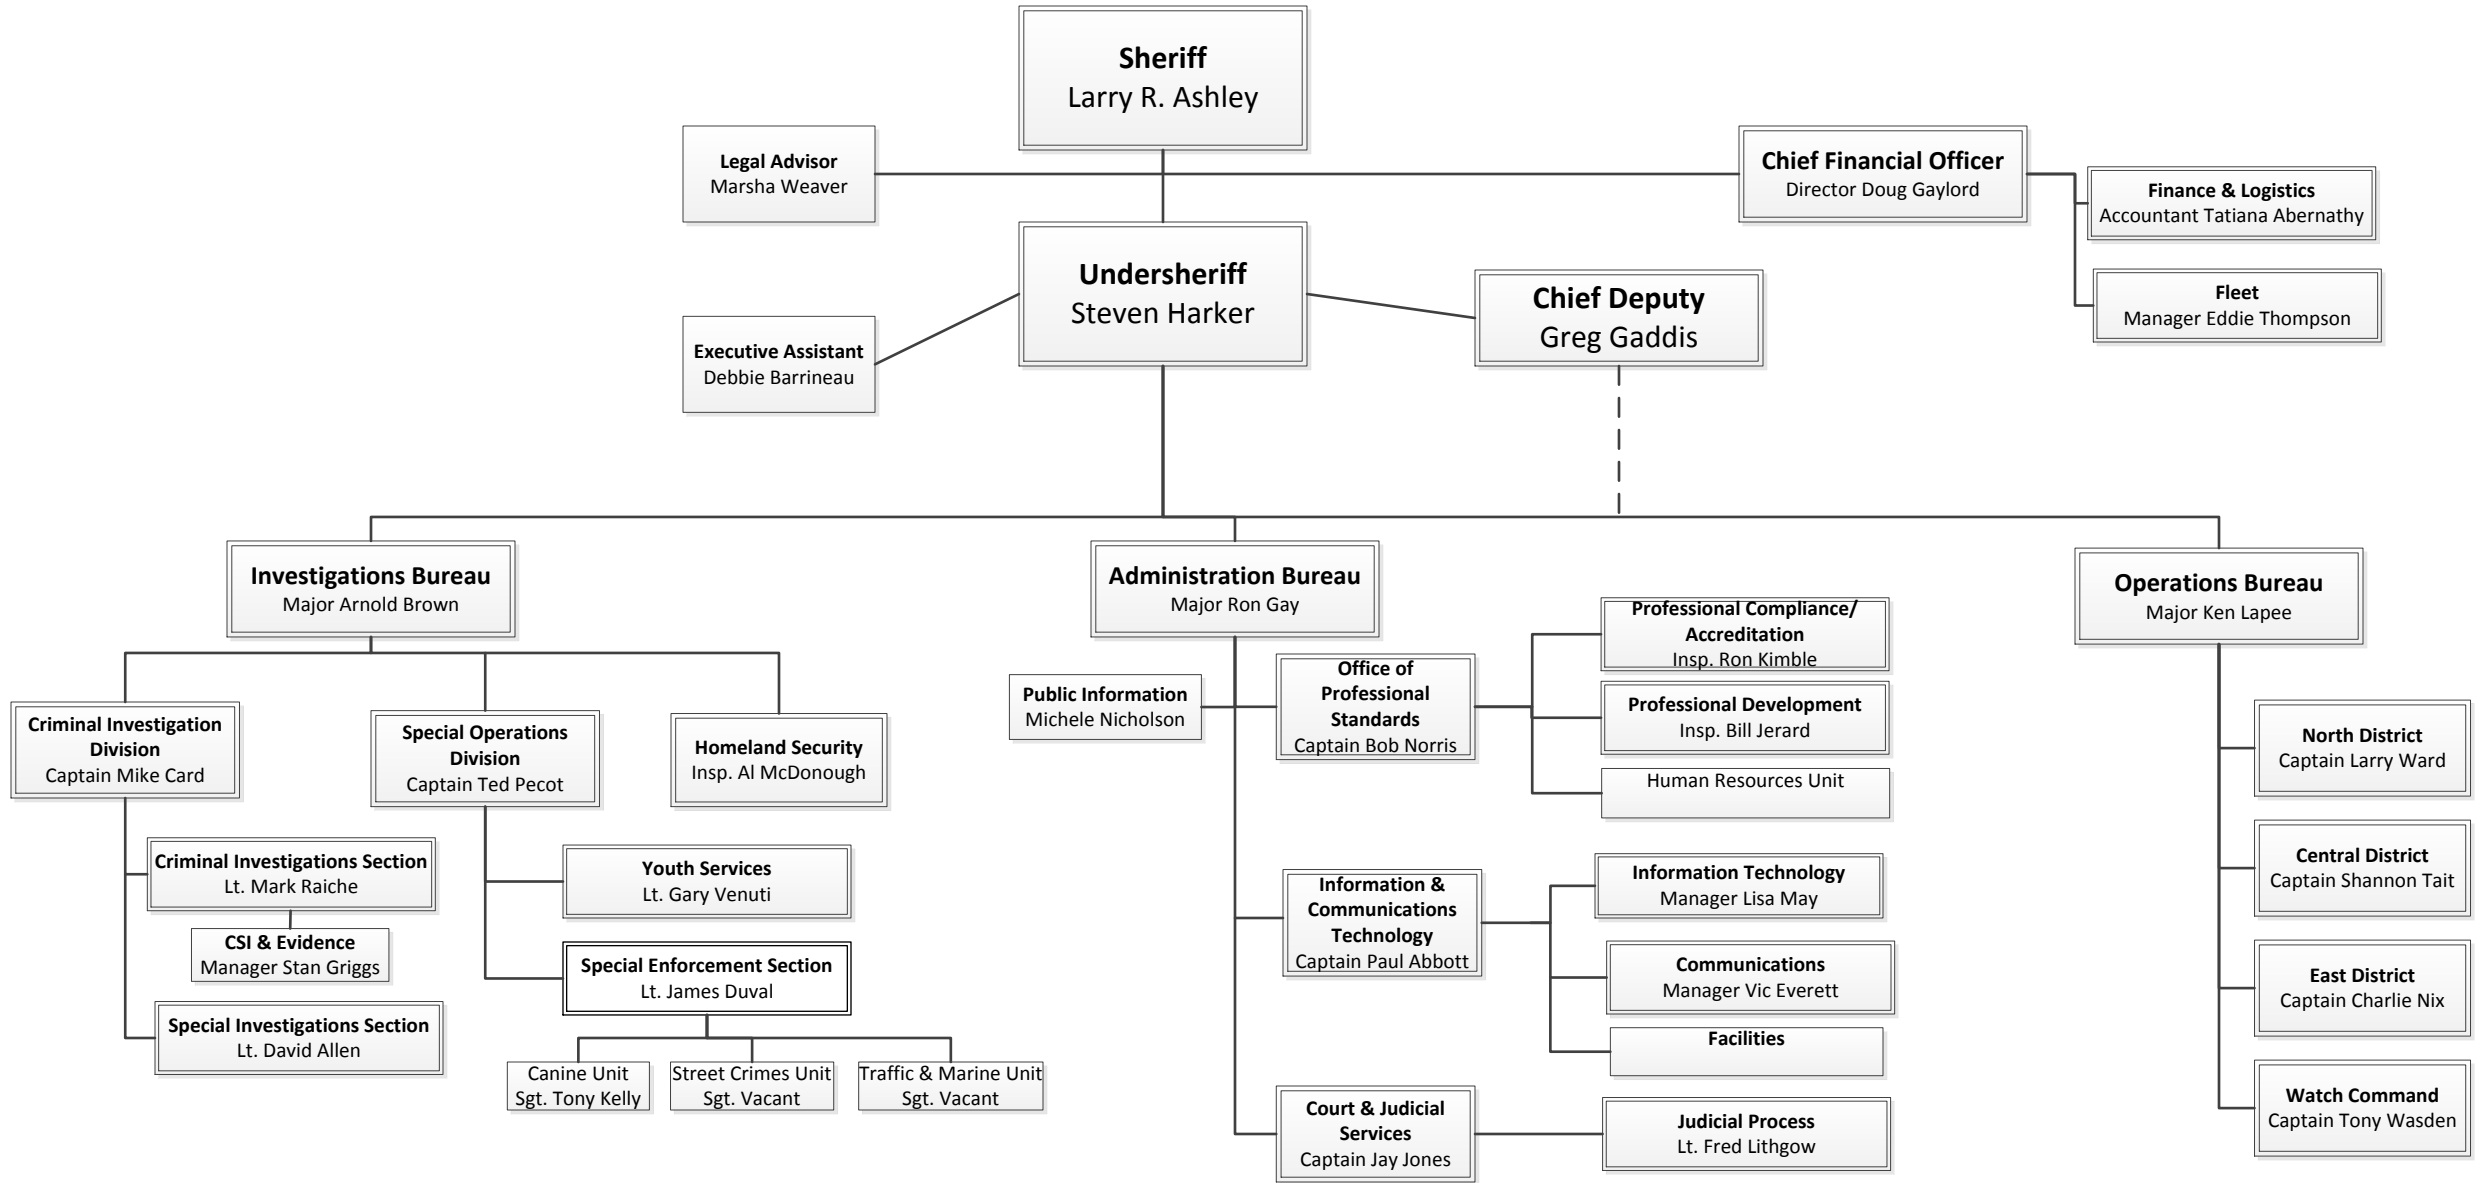 Sheriff
Larry R. Ashley
Legal Advisor
Marsha Weaver
Chief Financial Officer
Director Doug Gaylord
Finance & Logistics
Accountant Tatiana Abernathy
Fleet
Manager Eddie Thompson
Undersheriff
Steven Harker
Chief Deputy
Greg Gaddis
Executive Assistant
Debbie Barrineau
Investigations Bureau
Major Arnold Brown
Criminal Investigation
Division
Captain Mike Card
Special Operations
Division
Captain Ted Pecot
Homeland Security
Insp. Al McDonough
Criminal Investigations Section
Lt. Mark Raiche
CSI & Evidence
Manager Stan Griggs
Special Investigations Section
Lt. David Allen
Youth Services
Lt. Gary Venuti
Special Enforcement Section
Lt. James Duval
Canine Unit
Sgt. Tony Kelly
Street Crimes Unit
Sgt. Vacant
Traffic & Marine Unit
Sgt. Vacant
Administration Bureau
Major Ron Gay
Public Information
Michele Nicholson
Office of
Professional
Standards
Captain Bob Norris
Professional Compliance/
Accreditation
Insp. Ron Kimble
Professional Development
Insp. Bill Jerard
Human Resources Unit
Information &
Communications
Technology
Captain Paul Abbott
Information Technology
Manager Lisa May
Communications
Manager Vic Everett
Facilities
Court & Judicial
Services
Captain Jay Jones
Judicial Process
Lt. Fred Lithgow
Operations Bureau
Major Ken Lapee
North District
Captain Larry Ward
Central District
Captain Shannon Tait
East District
Captain Charlie Nix
Watch Command
Captain Tony Wasden